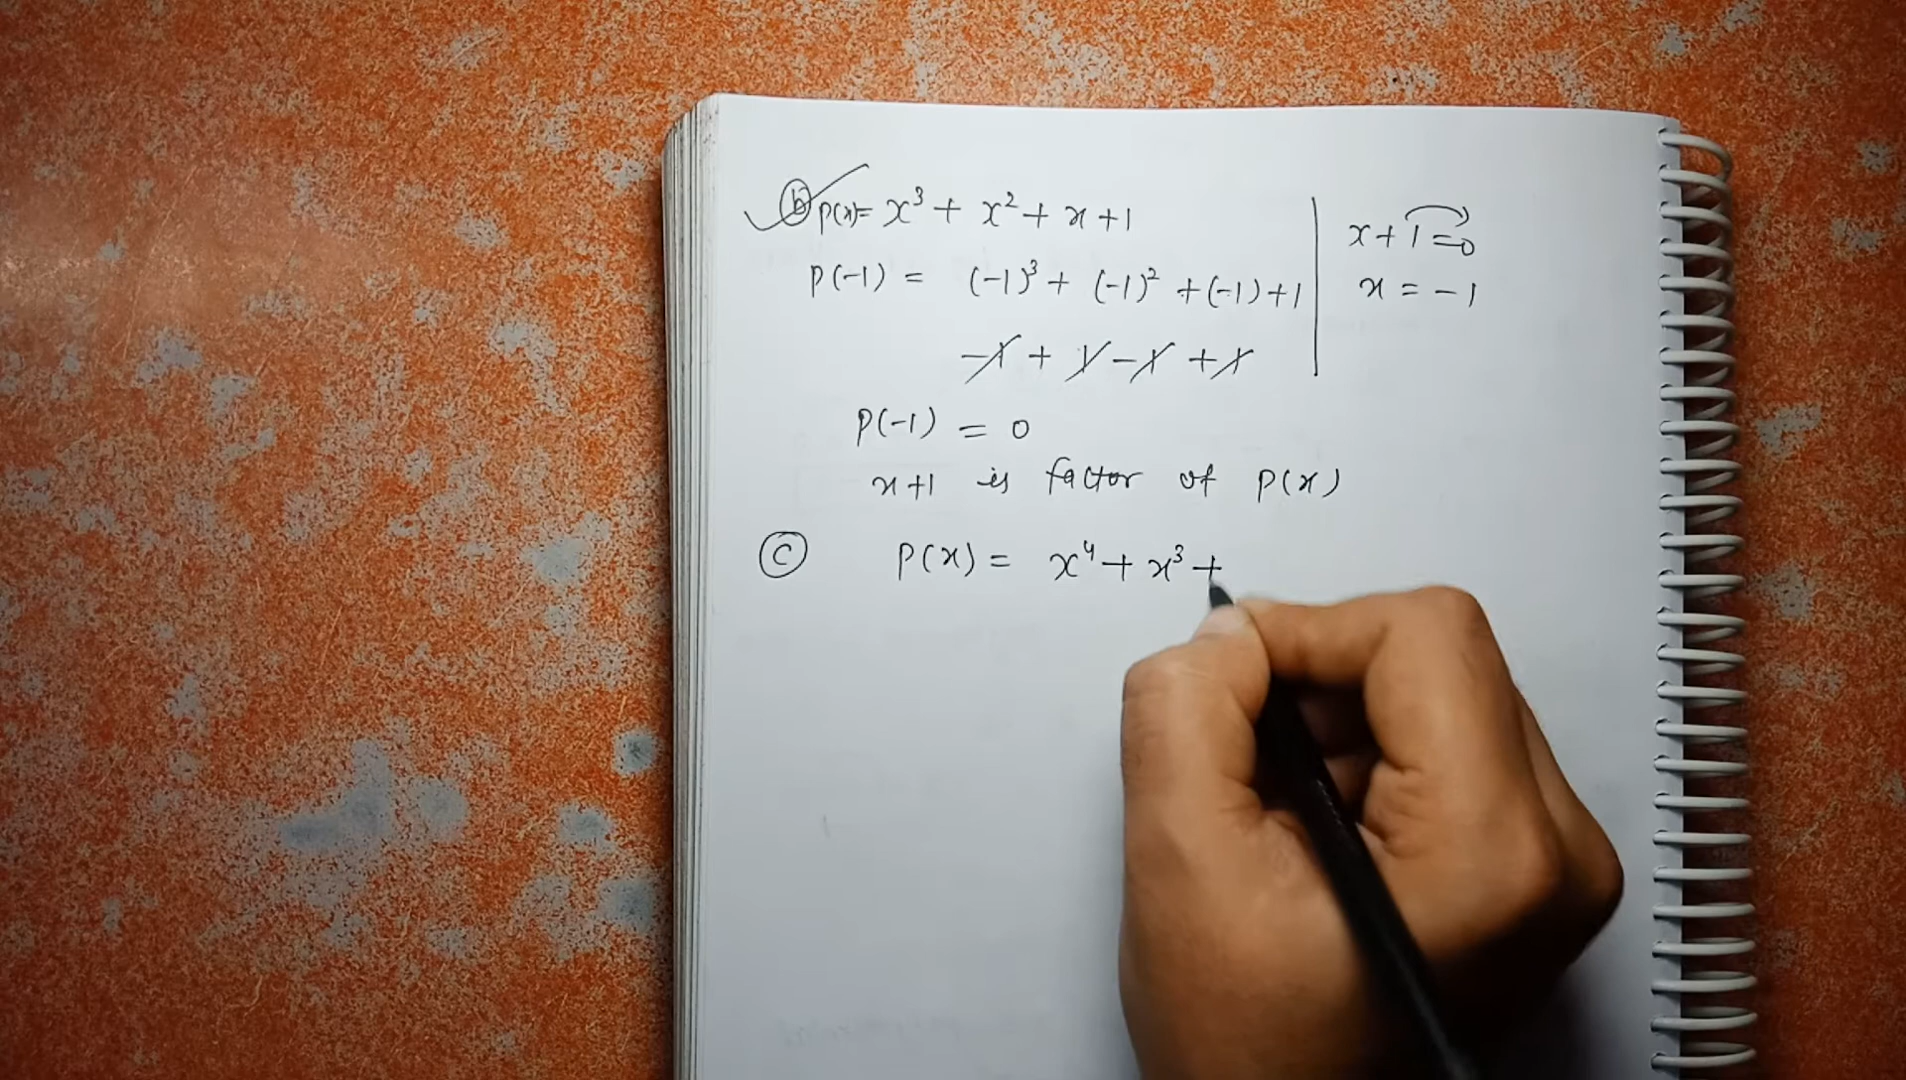 (b) P(x)= x³ + x² + x +1
P(-1) = (-1)³ + (-1)² +(-1)+1
-1 + 1 -1 +1
P(-1) = 0
x+1 is factor of P(x)
(c) P(x) = x⁴ + x³ +
x + 1 = 0
x = -1